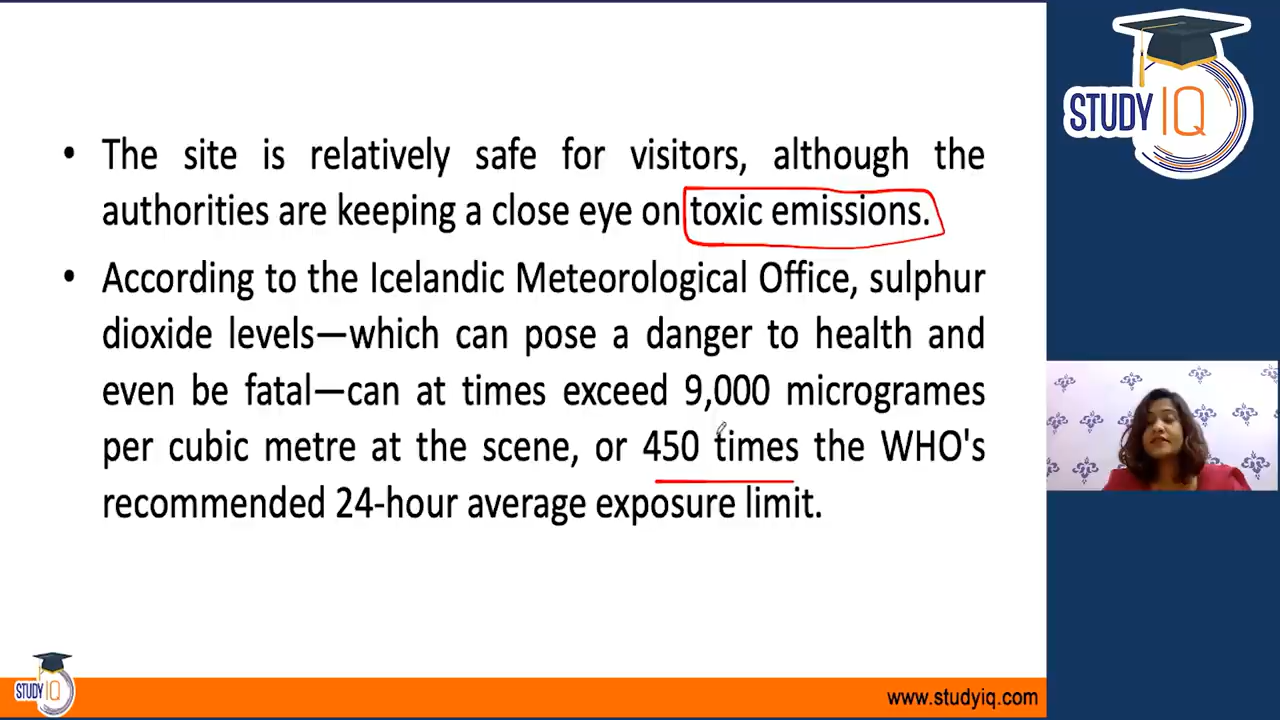 • The site is relatively safe for visitors, although the
authorities are keeping a close eye on toxic emissions.
• According to the Icelandic Meteorological Office, sulphur
dioxide levels—which can pose a danger to health and
even be fatal—can at times exceed 9,000 microgrames
per cubic metre at the scene, or 450 times the WHO's
recommended 24-hour average exposure limit.
STUDY IQ
STUDY IQ
www.studyiq.com